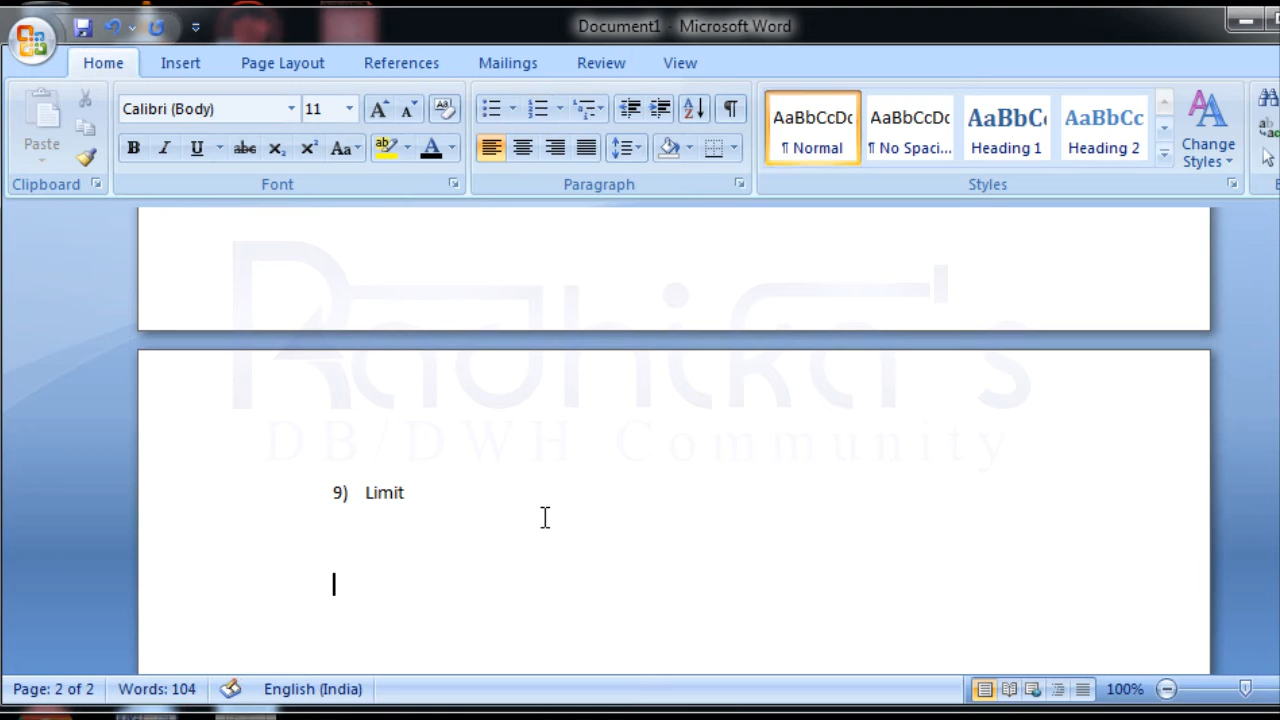 Document1 - Microsoft Word
Home Insert Page Layout References Mailings Review View
Calibri (Body) 11
Paste
Clipboard Font Paragraph Styles
AaBbCcDc AaBbCcDc AaBbC AaBbCc
¶ Normal ¶ No Spaci... Heading 1 Heading 2
Change
Styles
Radhika's
DB/DWH Community
9) Limit
Page: 2 of 2 Words: 104 English (India) 100%